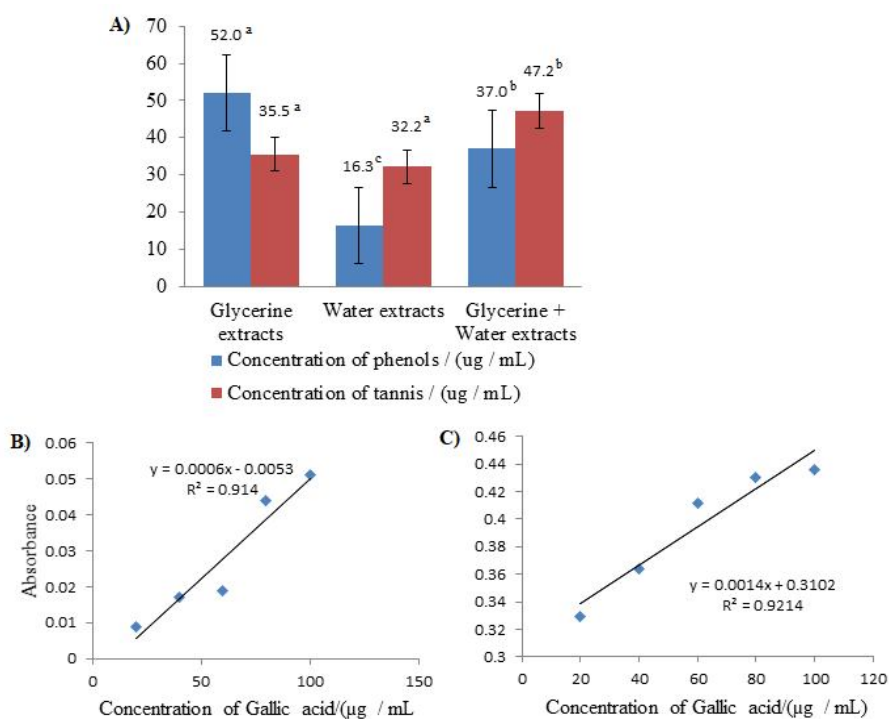 A)
70
60
50
40
30
20
10
0
52.0 a
35.5 a
16.3 c
32.2 a
37.0 b
47.2 b
Glycerine extracts
Water extracts
Glycerine + Water extracts
Concentration of phenols / (ug / mL)
Concentration of tannis / (ug / mL)
B)
Absorbance
0.06
0.05
0.04
0.03
0.02
0.01
0
y = 0.0006x - 0.0053
R² = 0.914
0 50 100 150
Concentration of Gallic acid/(µg / mL
C)
0.46
0.44
0.42
0.4
0.38
0.36
0.34
0.32
0.3
y = 0.0014x + 0.3102
R² = 0.9214
0 20 40 60 80 100 120
Concentration of Gallic acid/(µg / mL)